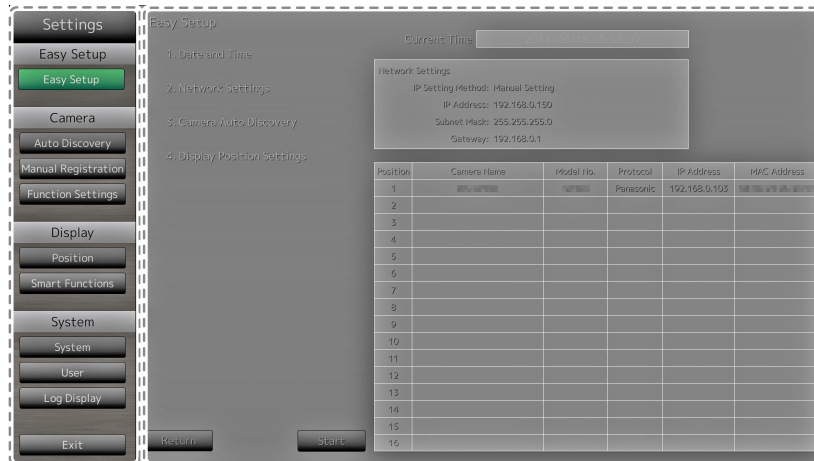 Settings
Easy Setup
Easy Setup
Camera
Auto Discovery
Manual Registration
Function Settings
Display
Position
Smart Functions
System
System
User
Log Display
Exit
Easy Setup
1. Date and Time
2. Network Settings
3. Camera Auto Discovery
4. Display Position Settings
Return
Start
Current Time
Network Settings
IP Setting Method: Manual Setting
IP Address: 192.168.0.150
Subnet Mask: 255.255.255.0
Gateway: 192.168.0.1
Position Camera Name Model No. Protocol IP Address MAC Address
1 Panasonic 192.168.0.103
2
3
4
5
6
7
8
9
10
11
12
13
14
15
16